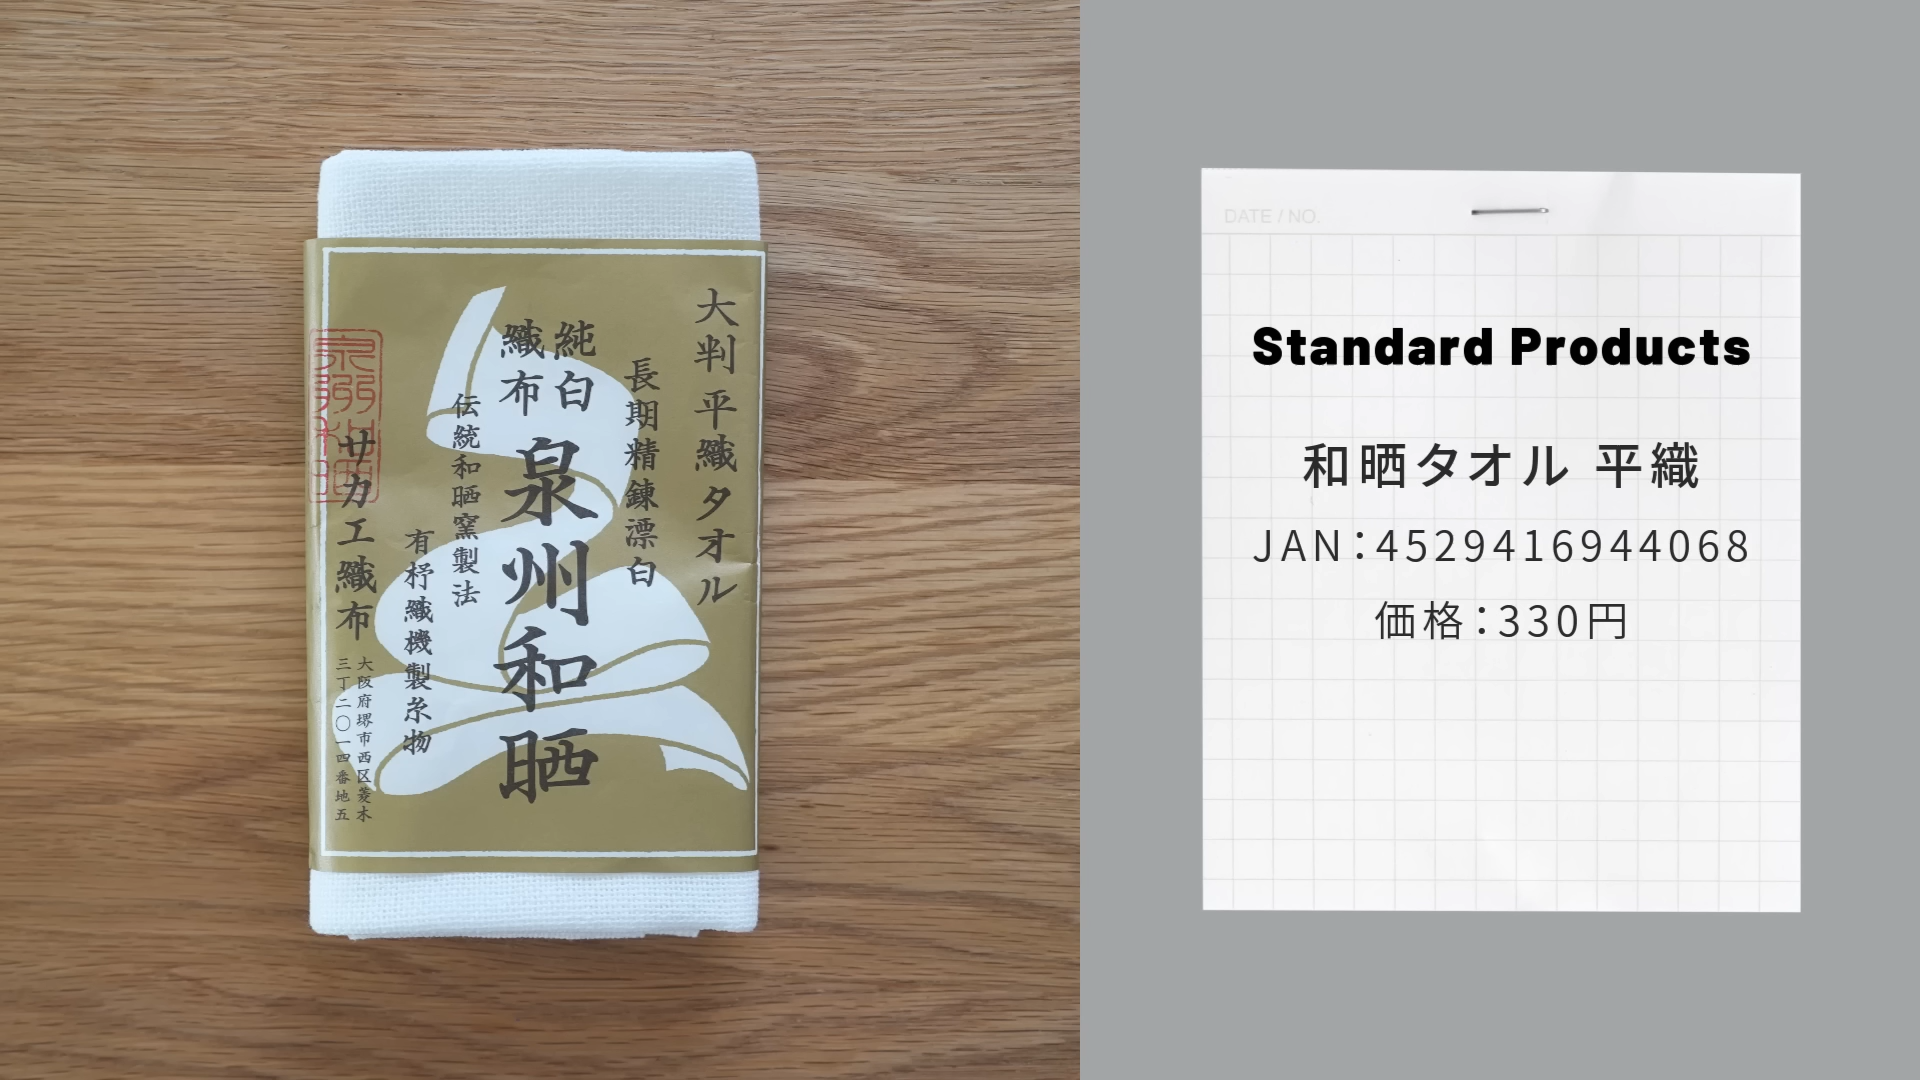 大判 平織タオル
長期精錬漂白
純白
織布
泉州和晒
伝統和晒窯製法
有杼織機製糸物
サカエ織布
大阪府堺市西区菱木
三丁二〇一四番地五
泉州和晒
DATE / NO.
Standard Products
和晒タオル 平織
JAN:4529416944068
価格:330円